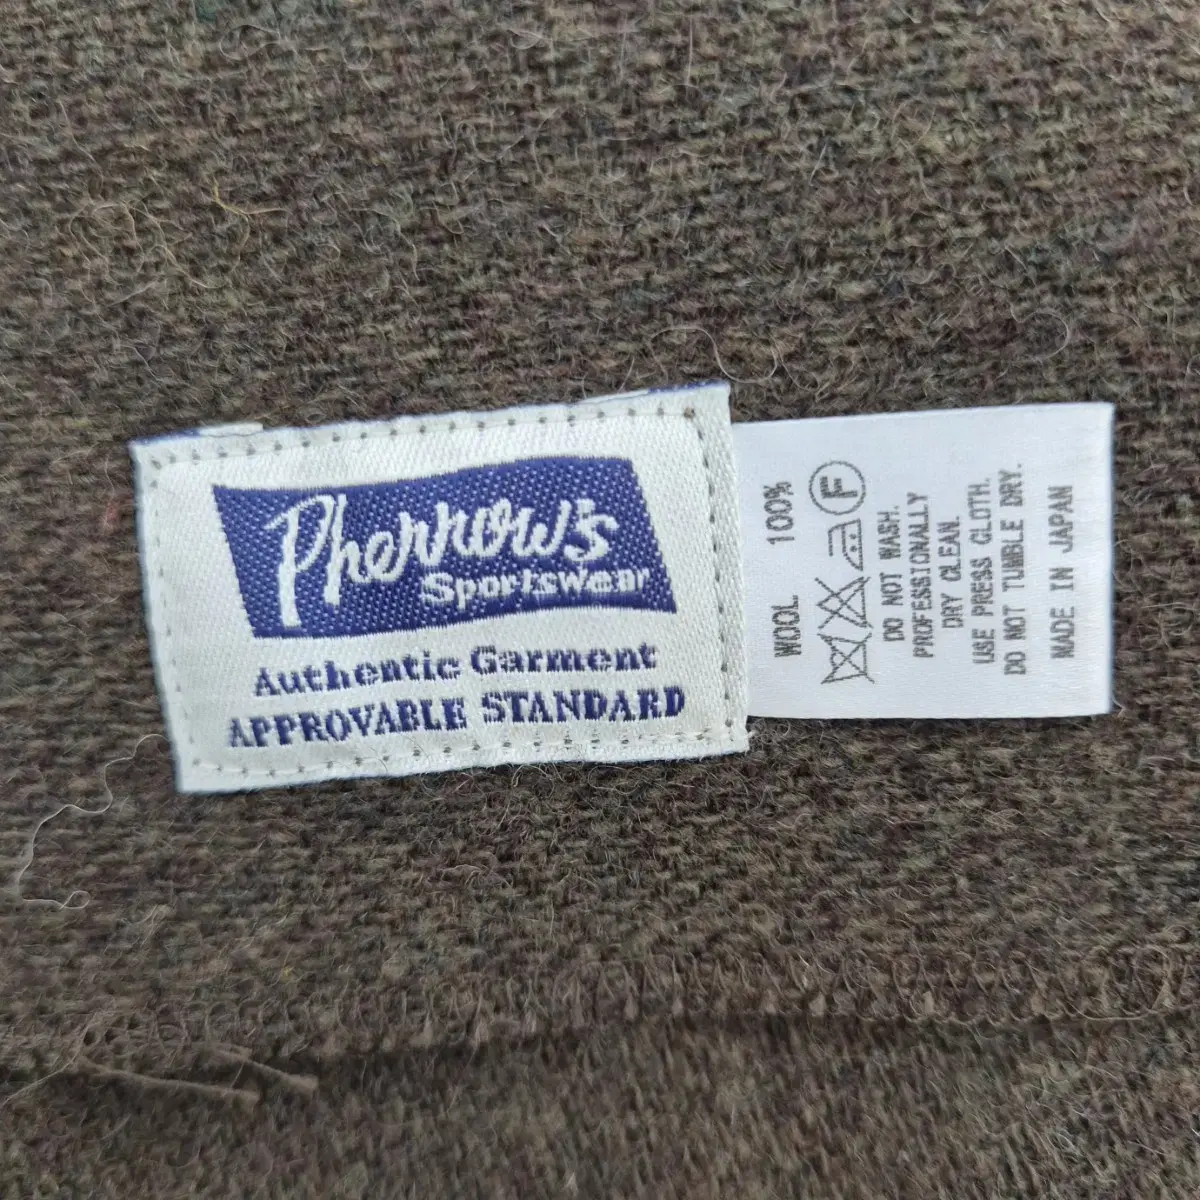 Pherrow's
Sportswear
Authentic Garment
APPROVABLE STANDARD
WOOL 100%
F
DO NOT WASH.
PROFESSIONALLY
DRY CLEAN.
USE PRESS CLOTH.
DO NOT TUMBLE DRY.
MADE IN JAPAN